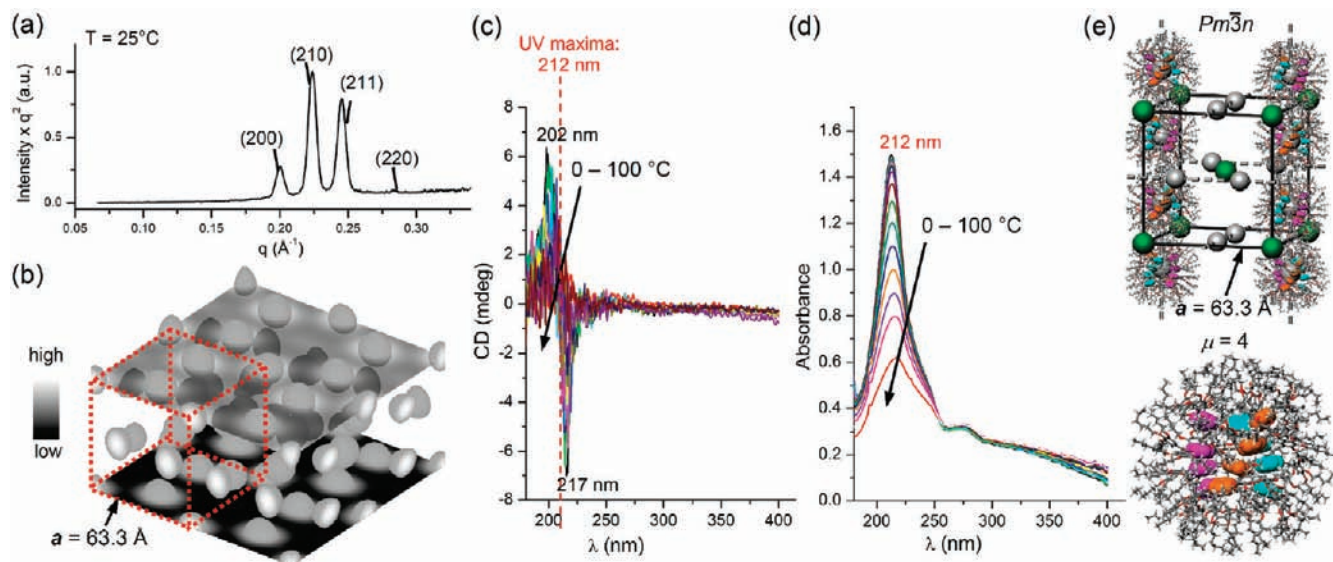 (a)
T = 25°C
(200)
(210)
(211)
(220)
Intensity x q² (a.u.)
1.0
0.5
0.0
0.05
0.10
0.15
0.20
0.25
0.30
q (A⁻¹)
(b)
high
low
a = 63.3 Å
(c)
UV maxima:
212 nm
202 nm
0 – 100 °C
217 nm
CD (mdeg)
8
6
4
2
0
-2
-4
-6
-8
200
250
300
350
400
λ (nm)
(d)
212 nm
0 – 100 °C
Absorbance
1.6
1.4
1.2
1.0
0.8
0.6
0.4
0.2
0.0
200
250
300
350
400
λ (nm)
(e)
Pm3̅n
a = 63.3 Å
μ = 4